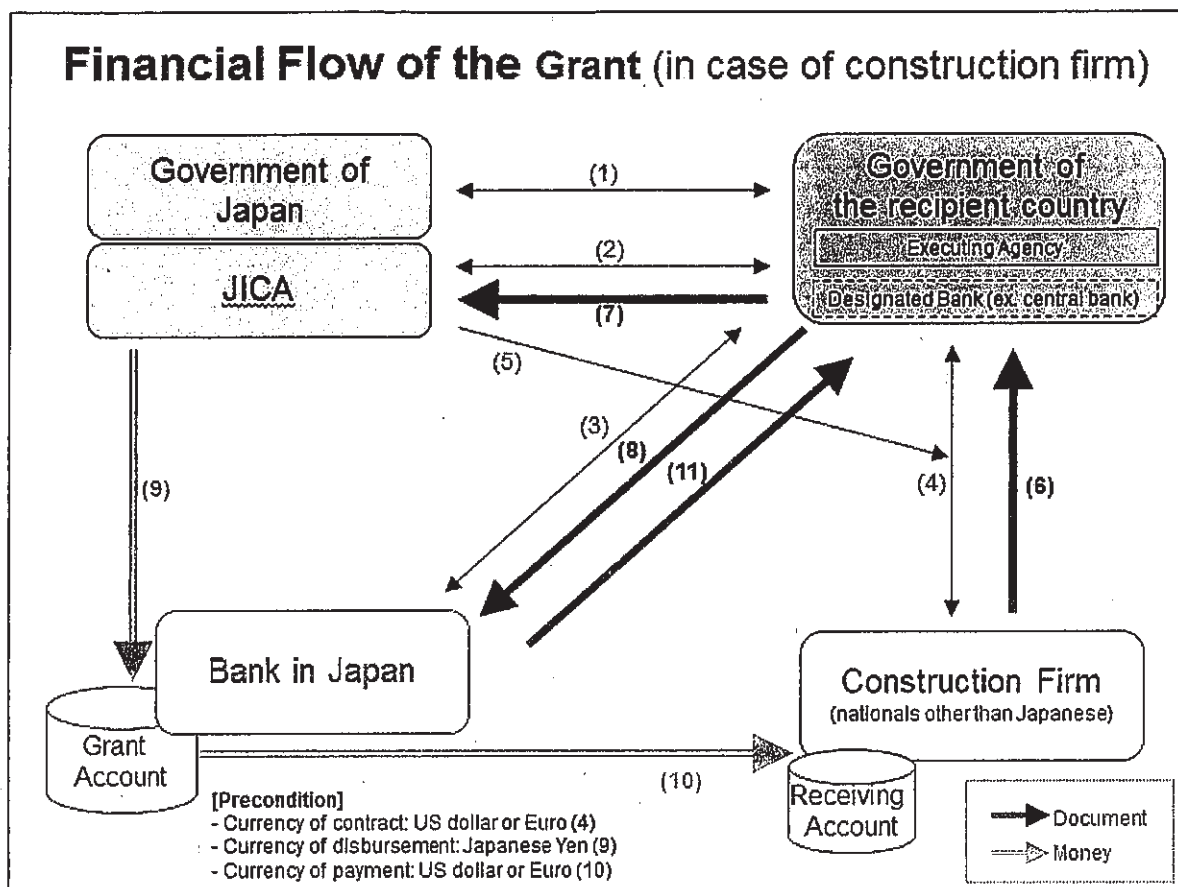 Financial Flow of the Grant (in case of construction firm)
Government of
Japan
JICA
Government of
the recipient country
Executing Agency
Designated Bank (ex. central bank)
(1)
(2)
(7)
(5)
(3)
(8)
(11)
(4)
(6)
(9)
Bank in Japan
Grant
Account
Construction Firm
(nationals other than Japanese)
Receiving
Account
(10)
[Precondition]
- Currency of contract: US dollar or Euro (4)
- Currency of disbursement: Japanese Yen (9)
- Currency of payment: US dollar or Euro (10)
Document
Money